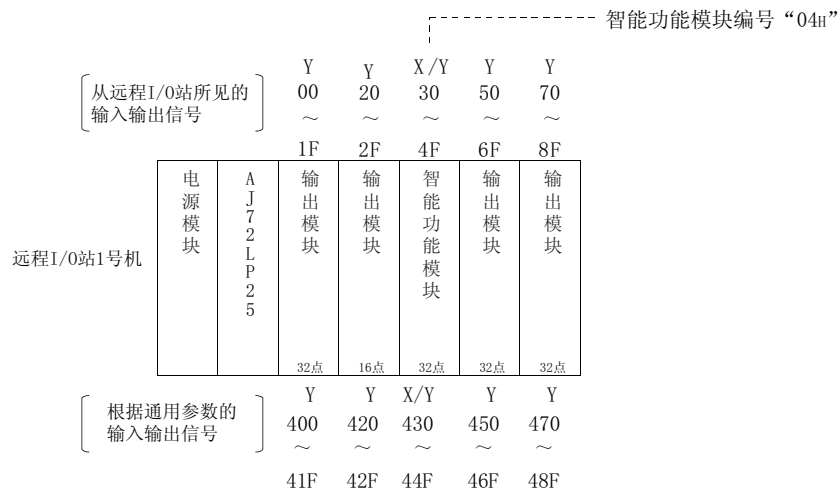 智能功能模块编号“04H”
Y Y X/Y Y Y
从远程I/O站所见的 00 20 30 50 70
输入输出信号 ～ ～ ～ ～ ～
1F 2F 4F 6F 8F
远程I/O站1号机
电源模块
AJ72LP25
输出模块
输出模块
智能功能模块
输出模块
输出模块
32点 16点 32点 32点 32点
Y Y X/Y Y Y
根据通用参数的 400 420 430 450 470
输入输出信号 ～ ～ ～ ～ ～
41F 42F 44F 46F 48F